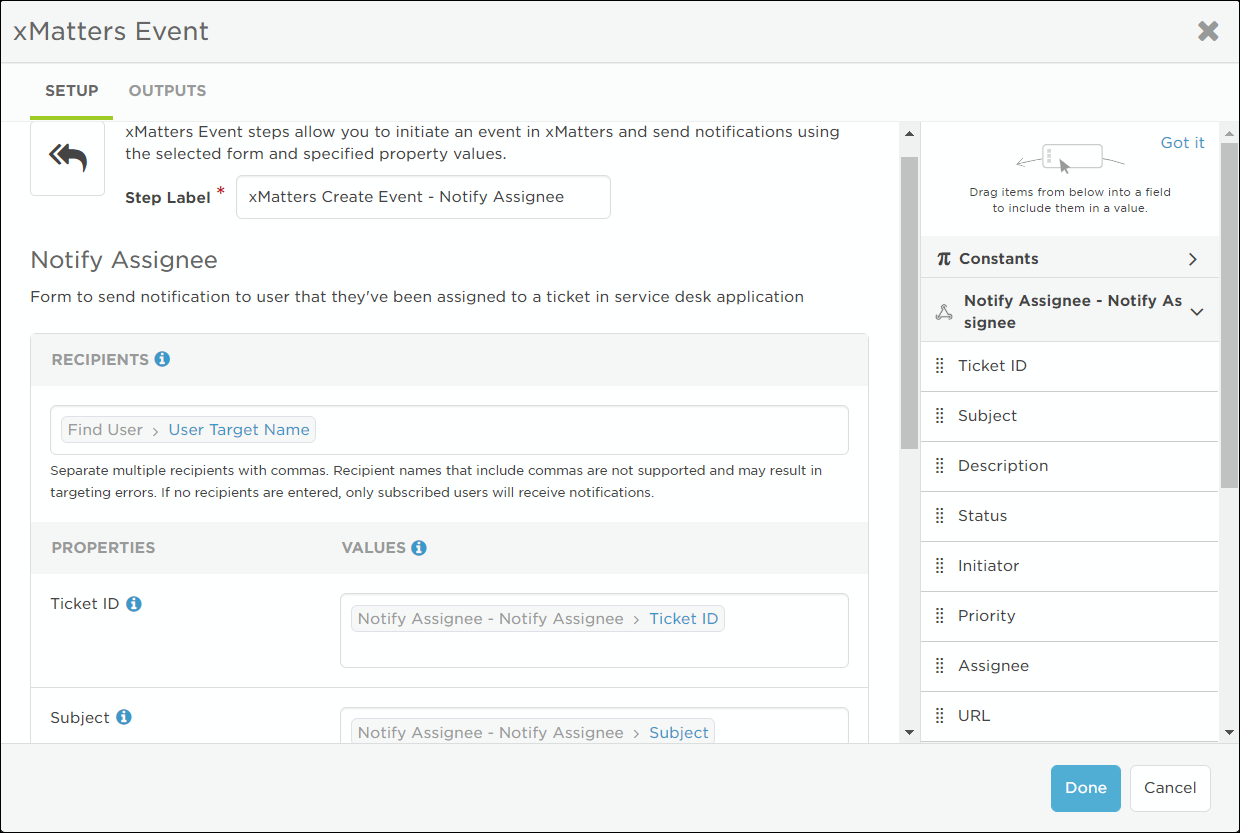 xMatters Event
SETUP
OUTPUTS
xMatters Event steps allow you to initiate an event in xMatters and send notifications using
the selected form and specified property values.
Step Label *
xMatters Create Event - Notify Assignee
Notify Assignee
Form to send notification to user that they've been assigned to a ticket in service desk application
RECIPIENTS
Find User > User Target Name
Separate multiple recipients with commas. Recipient names that include commas are not supported and may result in
targeting errors. If no recipients are entered, only subscribed users will receive notifications.
PROPERTIES
VALUES
Ticket ID
Notify Assignee - Notify Assignee > Ticket ID
Subject
Notify Assignee - Notify Assignee > Subject
Got it
Drag items from below into a field
to include them in a value.
π Constants
Notify Assignee - Notify As
signee
Ticket ID
Subject
Description
Status
Initiator
Priority
Assignee
URL
Done
Cancel